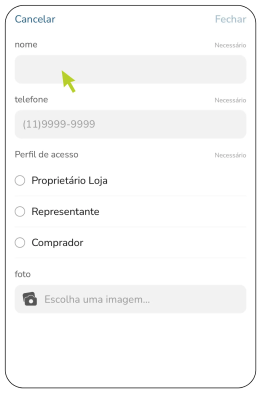 Cancelar Fechar
nome Necessário
telefone Necessário
(11)9999-9999
Perfil de acesso Necessário
Proprietário Loja
Representante
Comprador
foto
Escolha uma imagem...